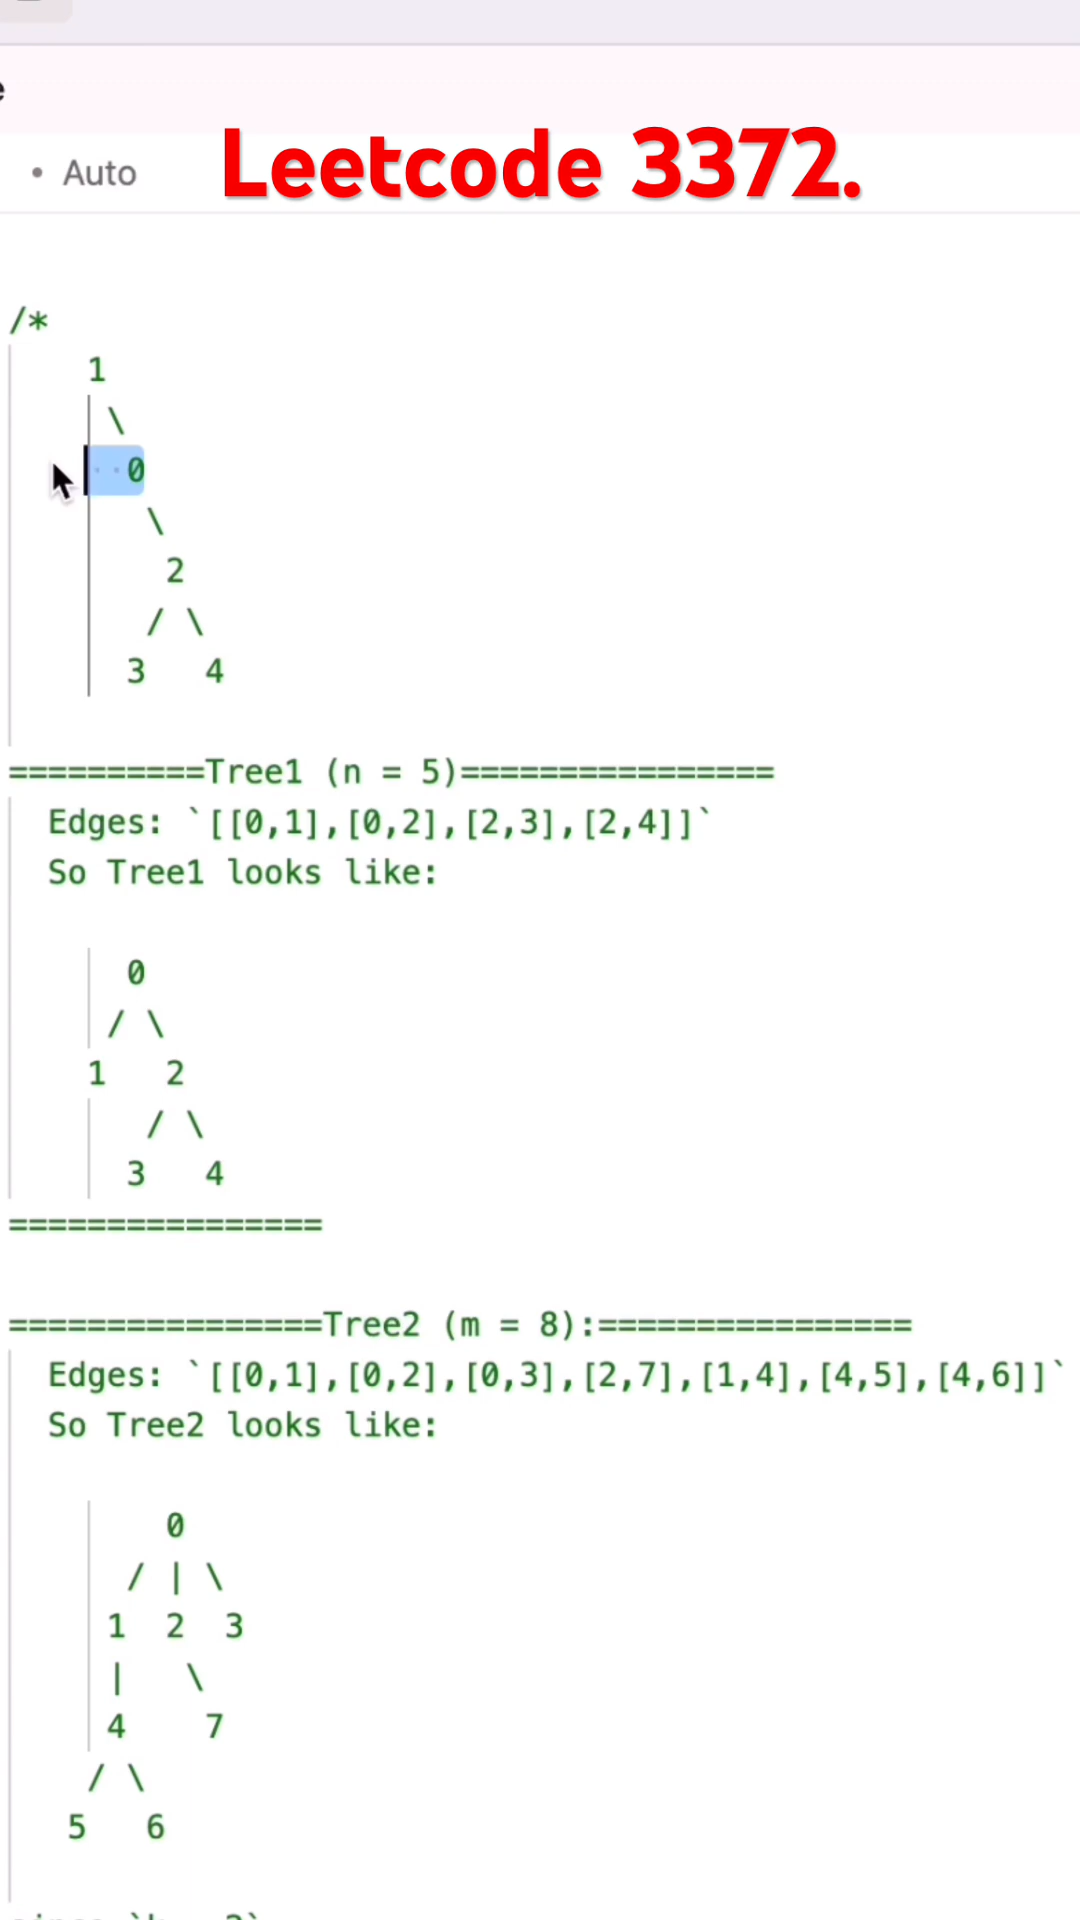 • Auto
Leetcode 3372.
/*
1
\
0
\
2
/ \
3 4
==========Tree1 (n = 5)================
Edges: `[[0,1],[0,2],[2,3],[2,4]]`
So Tree1 looks like:
0
/ \
1 2
/ \
3 4
================
================Tree2 (m = 8):================
Edges: `[[0,1],[0,2],[0,3],[2,7],[1,4],[4,5],[4,6]]`
So Tree2 looks like:
0
/ | \
1 2 3
| \
4 7
/ \
5 6